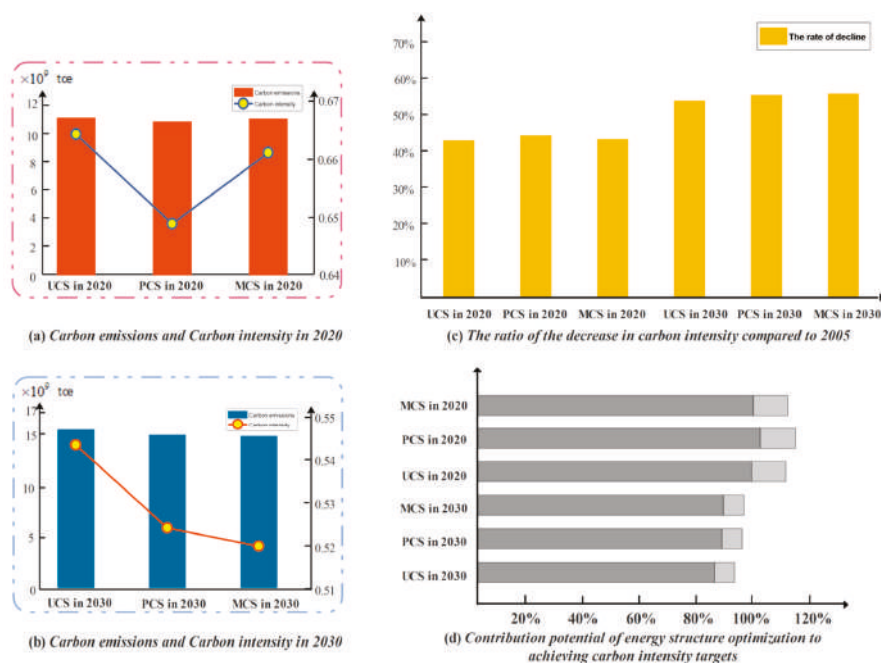 ×10⁹ tce
Carbon emissions
Carbon intensity
12
10
8
6
4
2
0
0.67
0.66
0.65
0.64
UCS in 2020 PCS in 2020 MCS in 2020
(a) Carbon emissions and Carbon intensity in 2020
The rate of decline
70%
60%
50%
40%
30%
20%
10%
UCS in 2020 PCS in 2020 MCS in 2020 UCS in 2030 PCS in 2030 MCS in 2030
(c) The ratio of the decrease in carbon intensity compared to 2005
×10⁹ tce
Carbon emissions
Carbon intensity
17
15
10
5
0
0.55
0.54
0.53
0.52
0.51
UCS in 2030 PCS in 2030 MCS in 2030
(b) Carbon emissions and Carbon intensity in 2030
MCS in 2020
PCS in 2020
UCS in 2020
MCS in 2030
PCS in 2030
UCS in 2030
20% 40% 60% 80% 100% 120%
(d) Contribution potential of energy structure optimization to
achieving carbon intensity targets